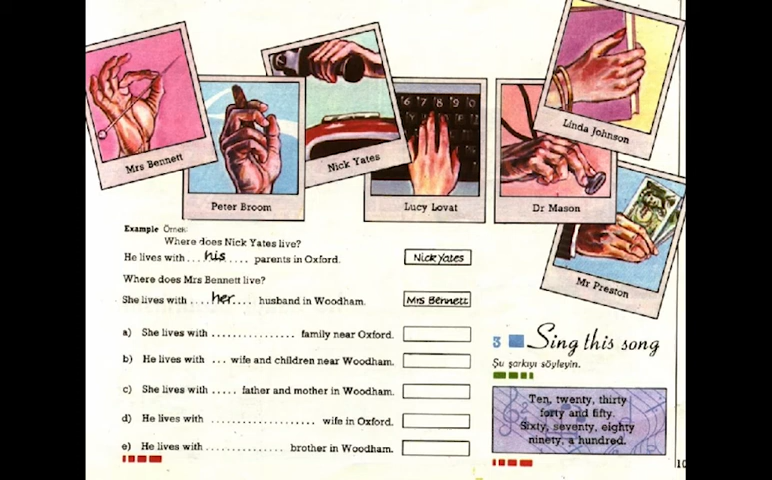 Mrs Bennett
Peter Broom
Nick Yates
6 7 8 9 0
Lucy Lovat
Dr Mason
Linda Johnson
Mr Preston
Example Örnek
Where does Nick Yates live?
He lives with ... his .... parents in Oxford.
Nick Yates
Where does Mrs Bennett live?
She lives with .... her .... husband in Woodham.
Mrs Bennett
a) She lives with ................ family near Oxford.
b) He lives with ... wife and children near Woodham.
c) She lives with ..... father and mother in Woodham.
d) He lives with .................... wife in Oxford.
e) He lives with ............... brother in Woodham.
3 Sing this song
Şu şarkıyı söyleyin.
Ten, twenty, thirty
forty and fifty.
Sixty, seventy, eighty
ninety, a hundred.